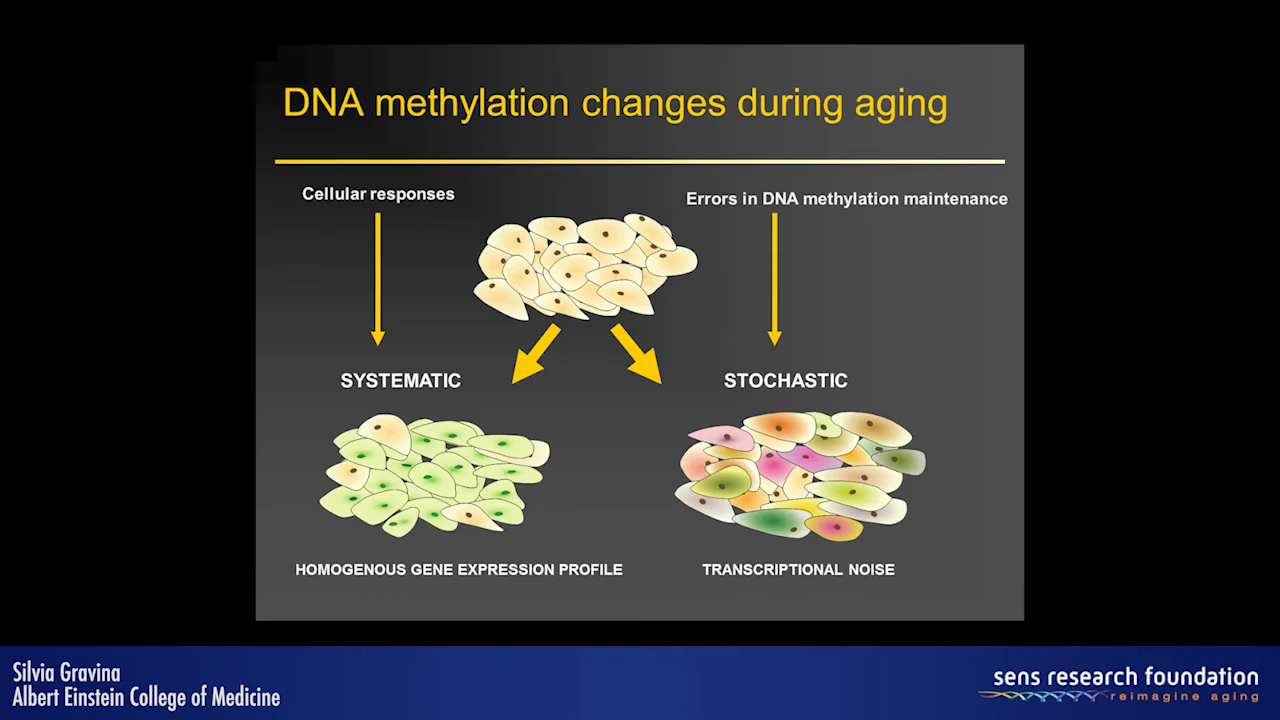 DNA methylation changes during aging
Cellular responses
Errors in DNA methylation maintenance
SYSTEMATIC
STOCHASTIC
HOMOGENOUS GENE EXPRESSION PROFILE
TRANSCRIPTIONAL NOISE
Silvia Gravina
Albert Einstein College of Medicine
sens research foundation
reimagine aging